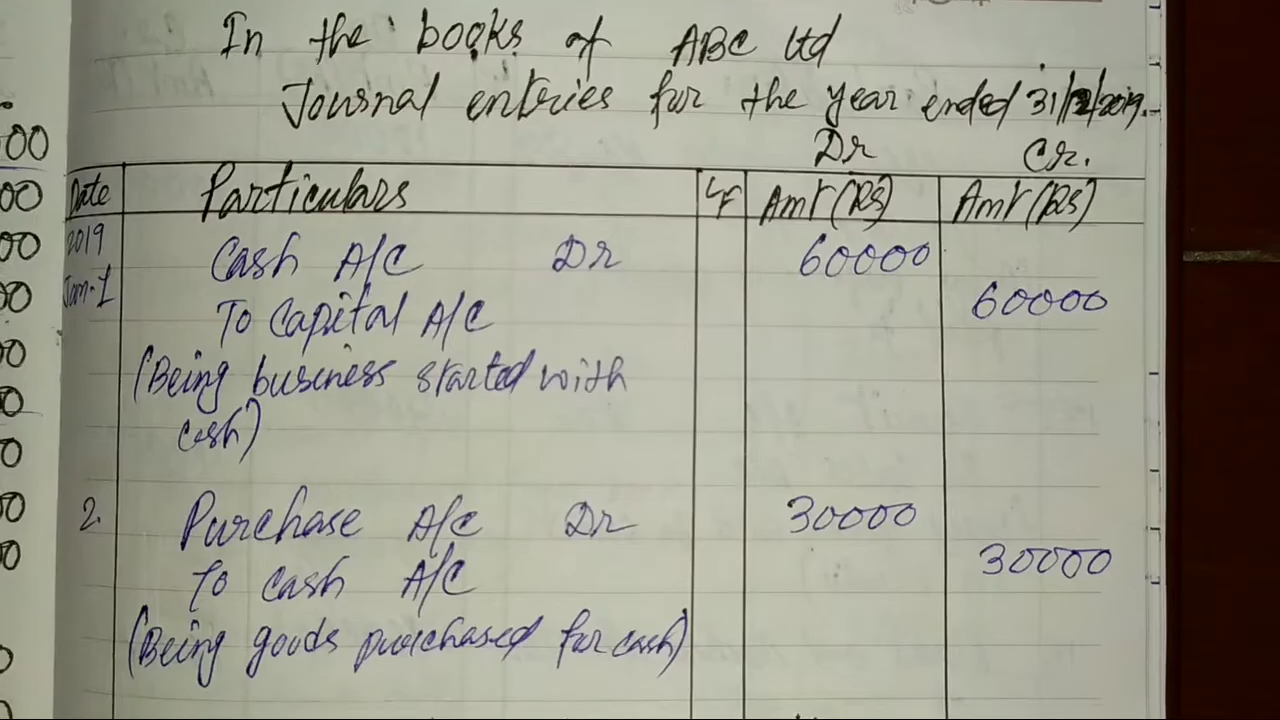 In the books of ABC Ltd
Journal entries for the year ended 31/12/2019.
Dr Cr.
Date Particulars LF Amt (Rs) Amt (Rs)
2019 Cash A/C Dr 60000
Jan-1 To Capital A/C 60000
(Being business started with
cash)
2. Purchase A/C Dr 30000
To Cash A/C 30000
(Being goods purchased for cash)